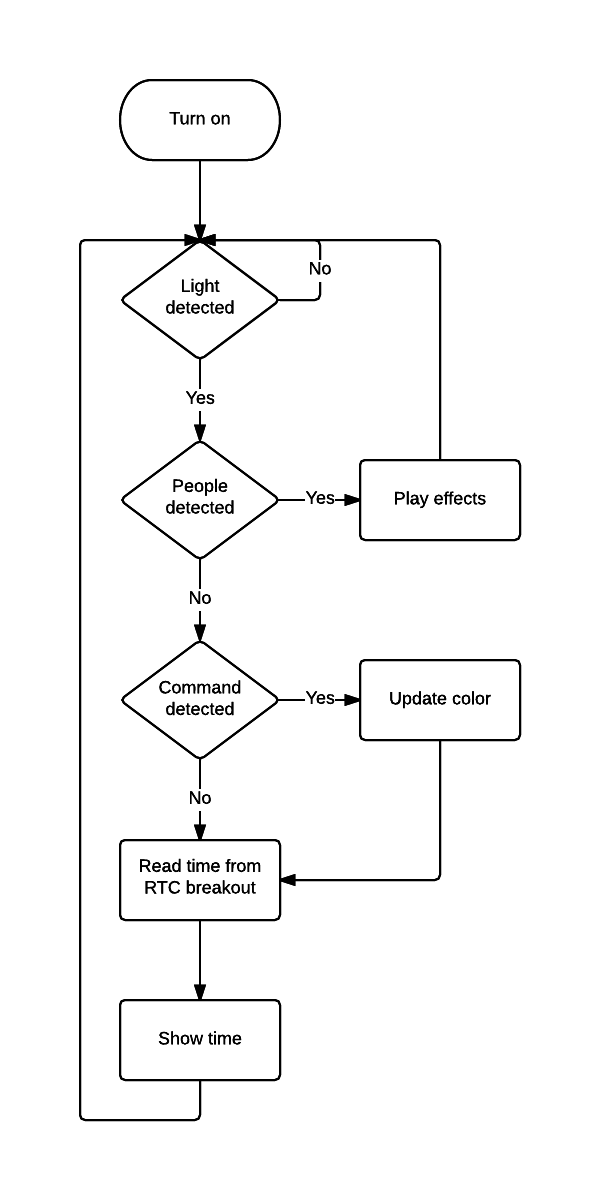 Turn on
No
Light
detected
Yes
People
detected
Yes
Play effects
No
Command
detected
Yes
Update color
No
Read time from
RTC breakout
Show time